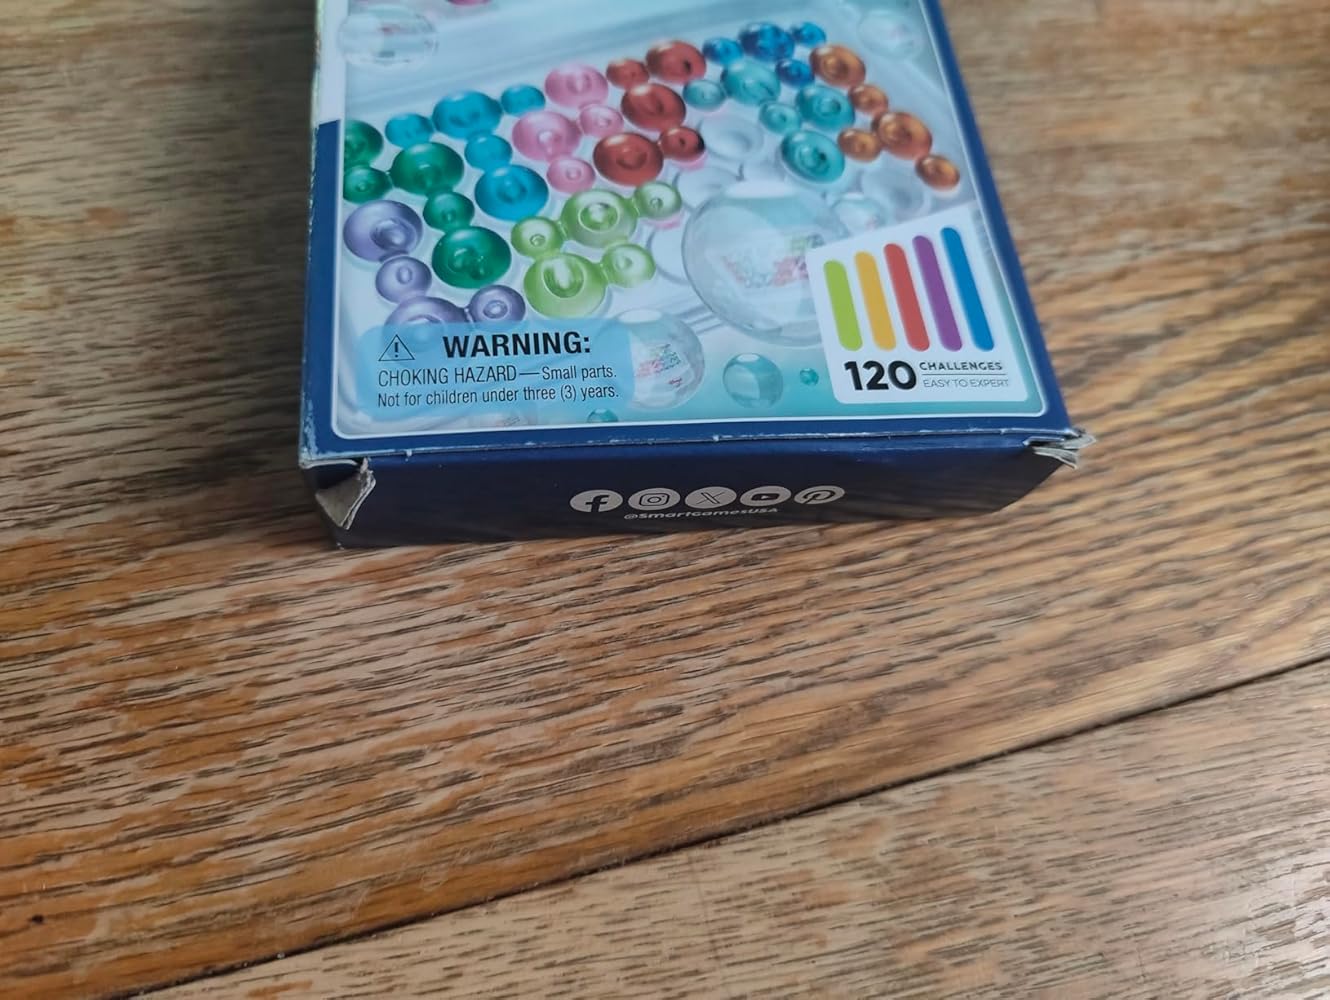 WARNING:
CHOKING HAZARD—Small parts.
Not for children under three (3) years.
120 CHALLENGES
EASY TO EXPERT
@SmartGamesUSA